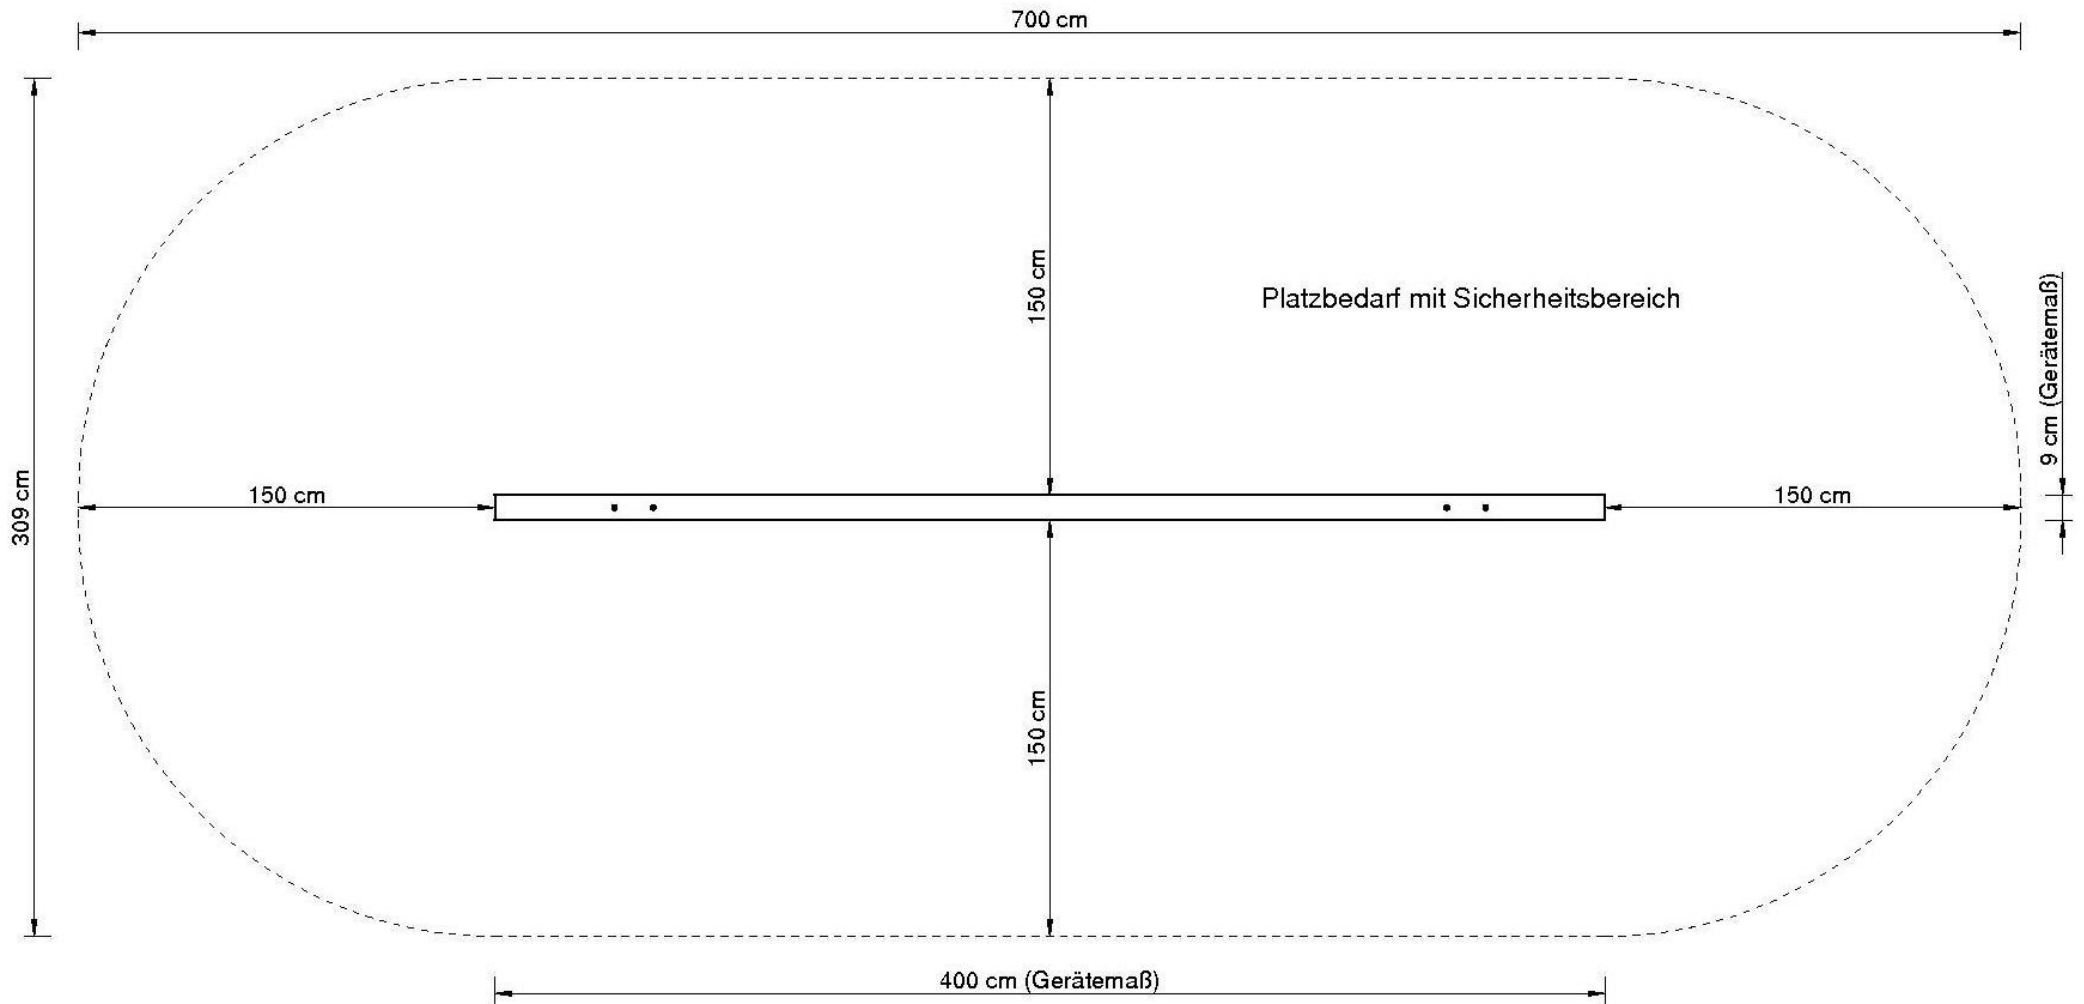 700 cm
150 cm
Platzbedarf mit Sicherheitsbereich
9 cm (Gerätemaß)
309 cm
150 cm
150 cm
150 cm
400 cm (Gerätemaß)